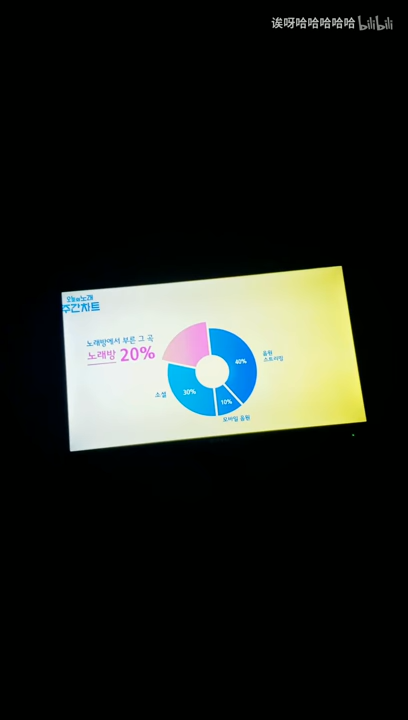 诶呀哈哈哈哈哈 bilibili
오늘의노래
주간차트
노래방에서 부른 그 곡
노래방 20%
40%
음원
스트리밍
소셜
30%
10%
모바일 음원